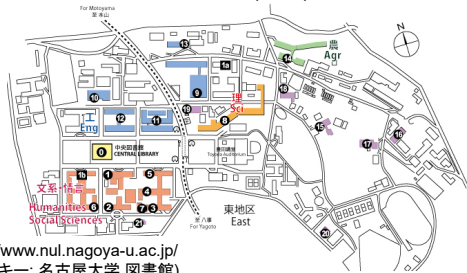 For Motoyama
至 本山
13
14
農
Agr
1a
9
18
10
理
Sci
19
8
15
16
工
Eng
12
11
17
0
中央図書館
CENTRAL LIBRARY
豊田講堂
Toyoda Auditorium
1b
1
5
文系・情言
4
Humanities
Social Sciences
6
2
7
3
21
至 八事
For Yagoto
東地区
East
20
N
/www.nul.nagoya-u.ac.jp/
キー: 名古屋大学 図書館)